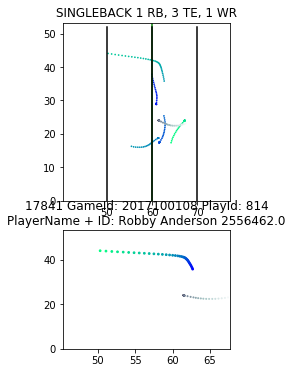 SINGLEBACK 1 RB, 3 TE, 1 WR
50
40
30
20
10
0
50 60 70
17841 GameId: 2017100108 PlayId: 814
PlayerName + ID: Robby Anderson 2556462.0
40
20
0
50 55 60 65